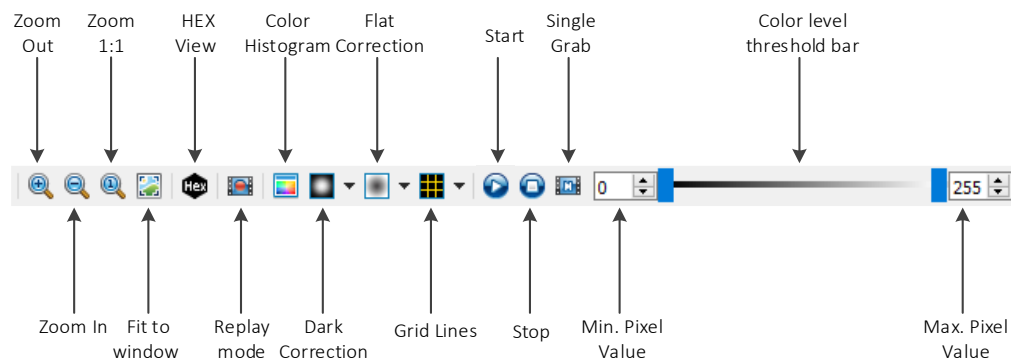 Zoom
Out
Zoom
1:1
HEX
View
Color
Histogram
Flat
Correction
Start
Single
Grab
Color level
threshold bar
1
Hex
0
255
Zoom In
Fit to
window
Replay
mode
Dark
Correction
Grid Lines
Stop
Min. Pixel
Value
Max. Pixel
Value